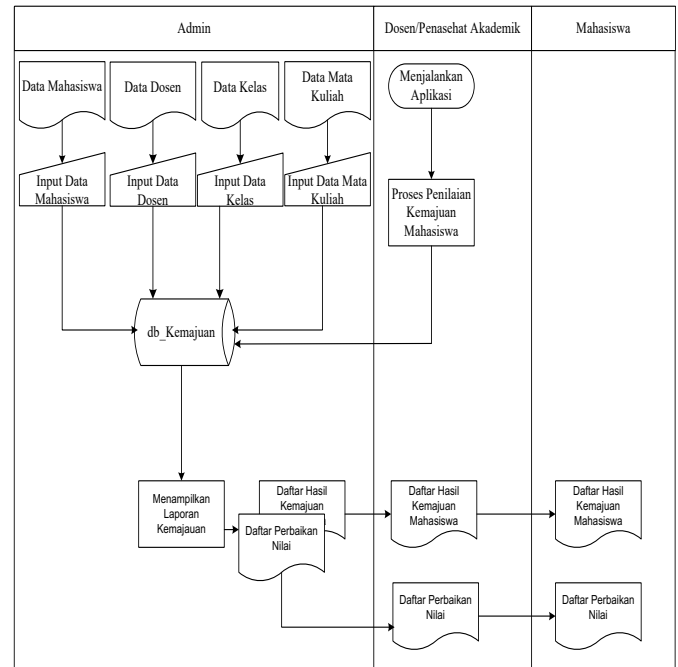 Admin
Dosen/Penasehat Akademik
Mahasiswa
Data Mahasiswa
Data Dosen
Data Kelas
Data Mata
Kuliah
Menjalankan
Aplikasi
Input Data
Mahasiswa
Input Data
Dosen
Input Data
Kelas
Input Data Mata
Kuliah
Proses Penilaian
Kemajuan
Mahasiswa
db_Kemajuan
Menampilkan
Laporan
Kemajauan
Daftar Hasil
Kemajuan
Daftar Perbaikan
Nilai
Daftar Hasil
Kemajuan
Mahasiswa
Daftar Hasil
Kemajuan
Mahasiswa
Daftar Perbaikan
Nilai
Daftar Perbaikan
Nilai